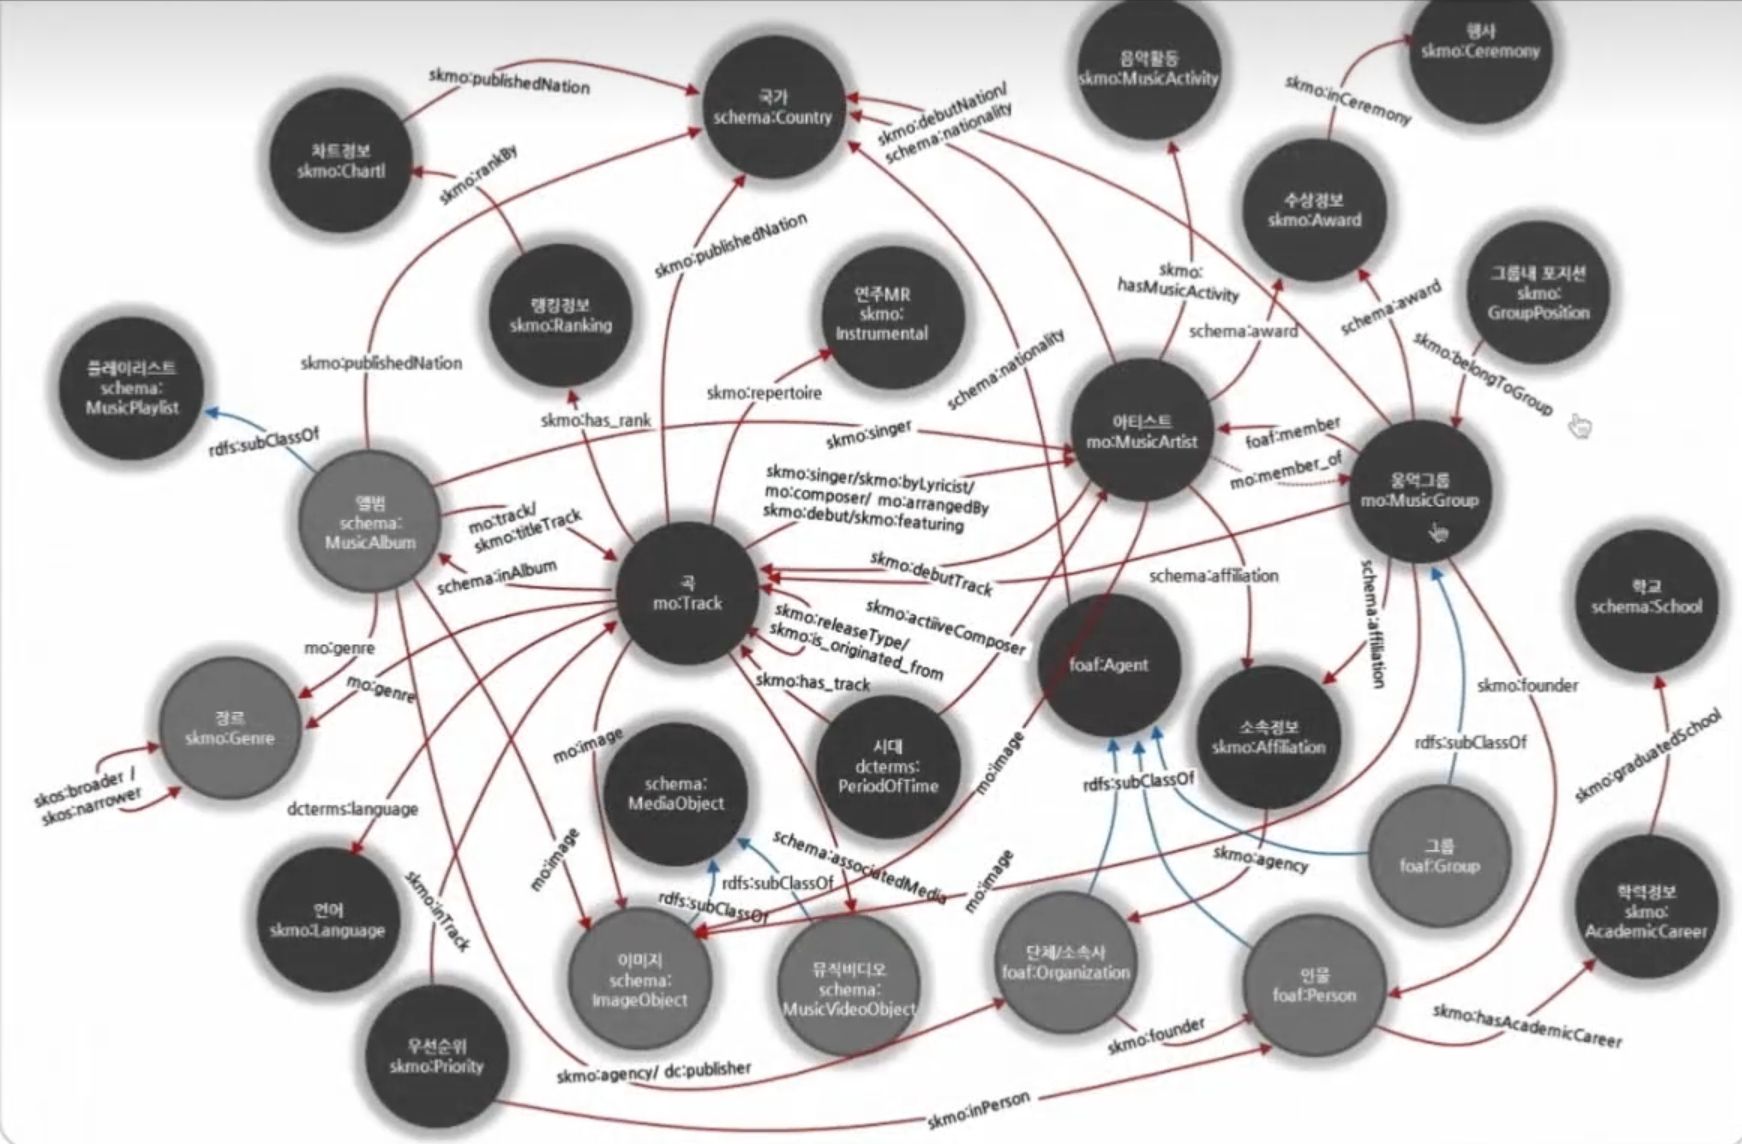 음악활동
skmo:MusicActivity
행사
skmo:Ceremony
국가
schema:Country
차트정보
skmo:ChartI
수상정보
skmo:Award
그룹내 포지션
skmo:
GroupPosition
랭킹정보
skmo:Ranking
연주MR
skmo:
Instrumental
플레이리스트
schema:
MusicPlaylist
아티스트
mo:MusicArtist
음악그룹
mo:MusicGroup
앨범
schema:
MusicAlbum
곡
mo:Track
학교
schema:School
foaf:Agent
장르
skmo:Genre
소속정보
skmo:Affiliation
시대
dcterms:
PeriodOfTime
schema:
MediaObject
그룹
foaf:Group
언어
skmo:Language
학력정보
skmo:
AcademicCareer
이미지
schema:
ImageObject
뮤직비디오
schema:
MusicVideoObject
단체/소속사
foaf:Organization
인물
foaf:Person
우선순위
skmo:Priority
skmo:publishedNation
skmo:rankBy
skmo:debutNation/
schema:nationality
skmo:inCeremony
skmo:publishedNation
skmo:
hasMusicActivity
schema:award
schema:award
skmo:belongToGroup
skmo:publishedNation
rdfs:subClassOf
skmo:has_rank
skmo:repertoire
schema:nationality
skmo:singer
foaf:member
mo:member_of
skmo:singer/skmo:byLyricist/
mo:composer/ mo:arrangedBy
skmo:debut/skmo:featuring
mo:track/
skmo:titleTrack
schema:inAlbum
skmo:debutTrack
schema:affiliation
schema:affiliation
skmo:releaseType/
skmo:is_originated_from
skmo:actiiveComposer
skmo:has_track
mo:genre
mo:genre
skos:broader /
skos:narrower
dcterms:language
mo:image
mo:image
mo:image
mo:image
skmo:founder
rdfs:subClassOf
skmo:graduatedSchool
rdfs:subClassOf
schema:associatedMedia
rdfs:subClassOf
rdfs:subClassOf
skmo:agency
skmo:inTrack
skmo:agency/ dc:publisher
skmo:founder
skmo:hasAcademicCareer
skmo:inPerson